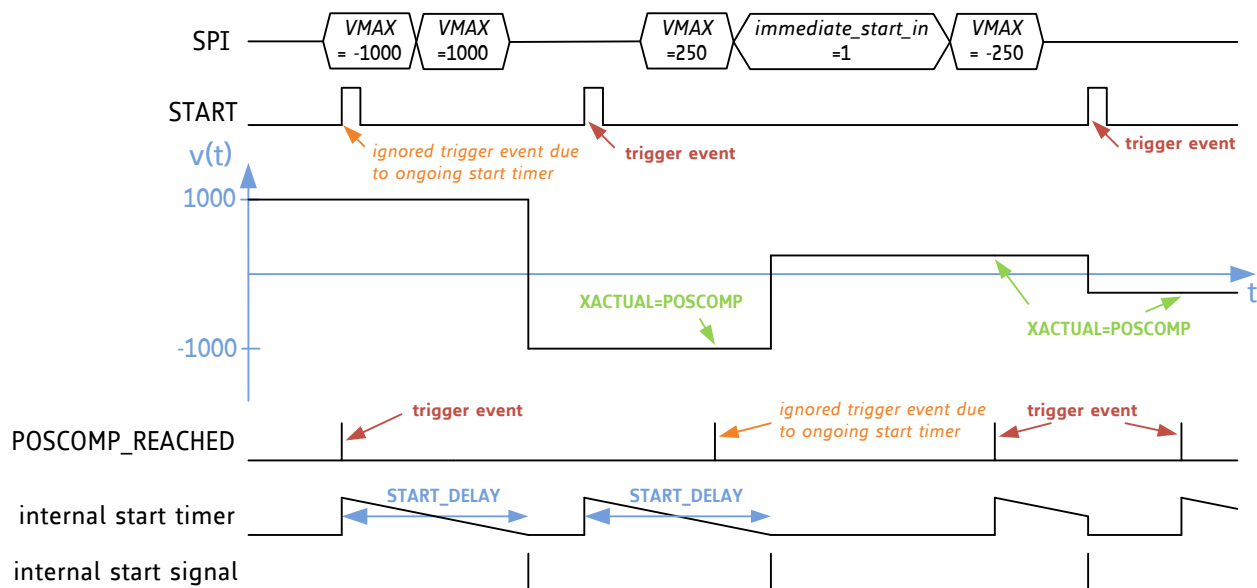 SPI
VMAX
= -1000
VMAX
=1000
VMAX
=250
immediate_start_in
=1
VMAX
= -250
START
ignored trigger event due
to ongoing start timer
trigger event
trigger event
v(t)
1000
-1000
t
XACTUAL=POSCOMP
XACTUAL=POSCOMP
POSCOMP_REACHED
trigger event
ignored trigger event due
to ongoing start timer
trigger event
internal start timer
START_DELAY
START_DELAY
internal start signal